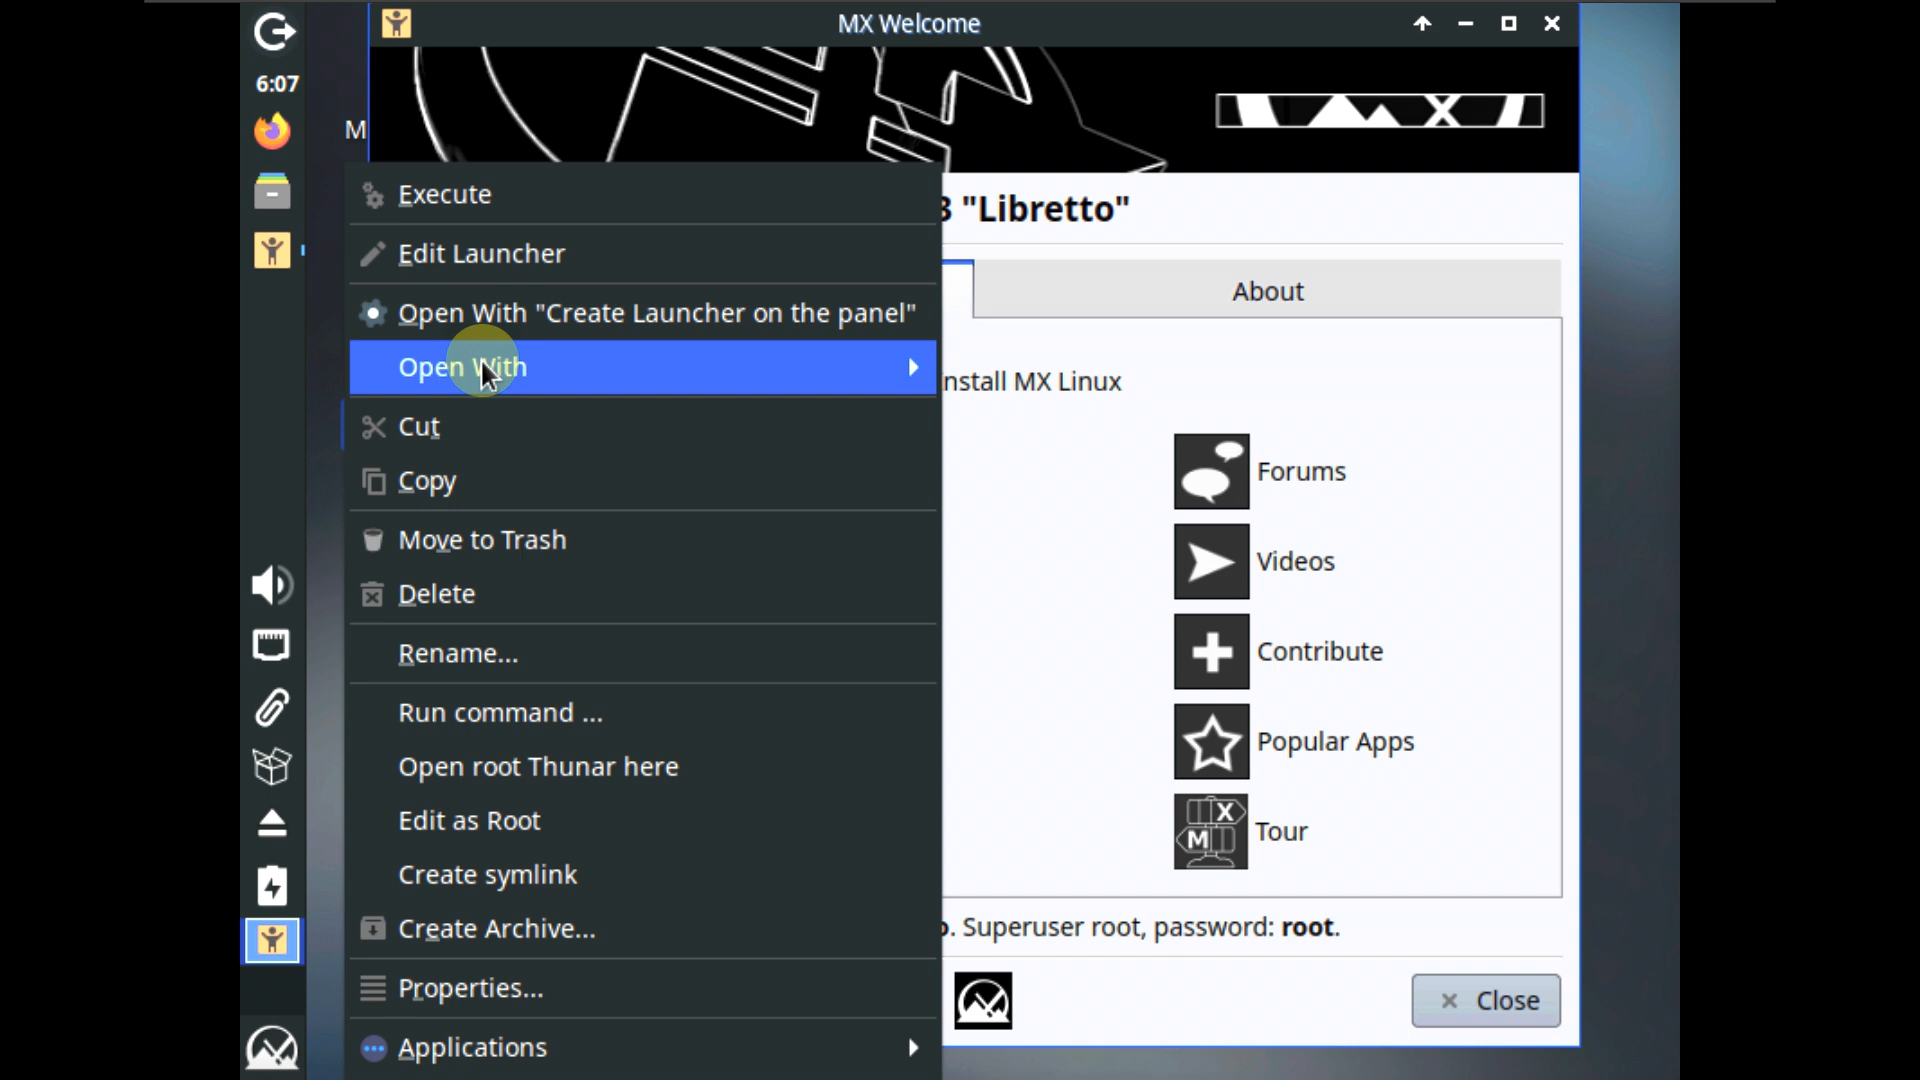 MX Welcome
6:07
M
MX
Execute
3 "Libretto"
Edit Launcher
About
Open With "Create Launcher on the panel"
Open With
nstall MX Linux
Cut
Forums
Copy
Move to Trash
Videos
Delete
Rename...
Contribute
Run command ...
Popular Apps
Open root Thunar here
Edit as Root
X
Tour
M
Create symlink
Create Archive...
o. Superuser root, password: root.
Properties...
Close
Applications